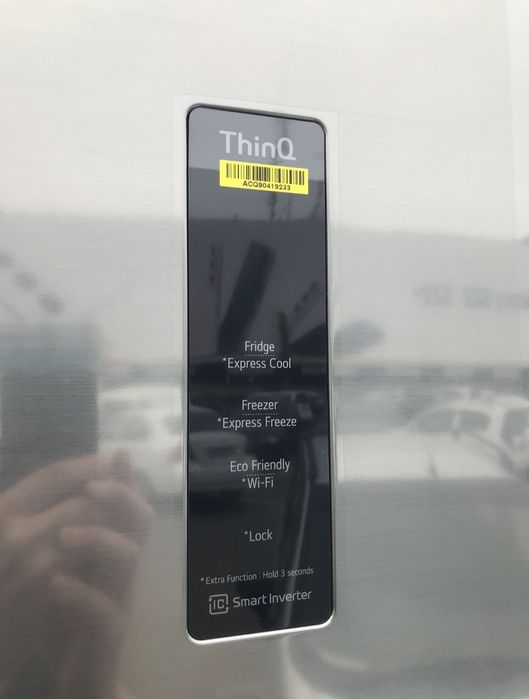 ThinQ
ACQ90419233
Fridge
*Express Cool
Freezer
*Express Freeze
Eco Friendly
*Wi-Fi
*Lock
*Extra Function : Hold 3 seconds
Smart Inverter